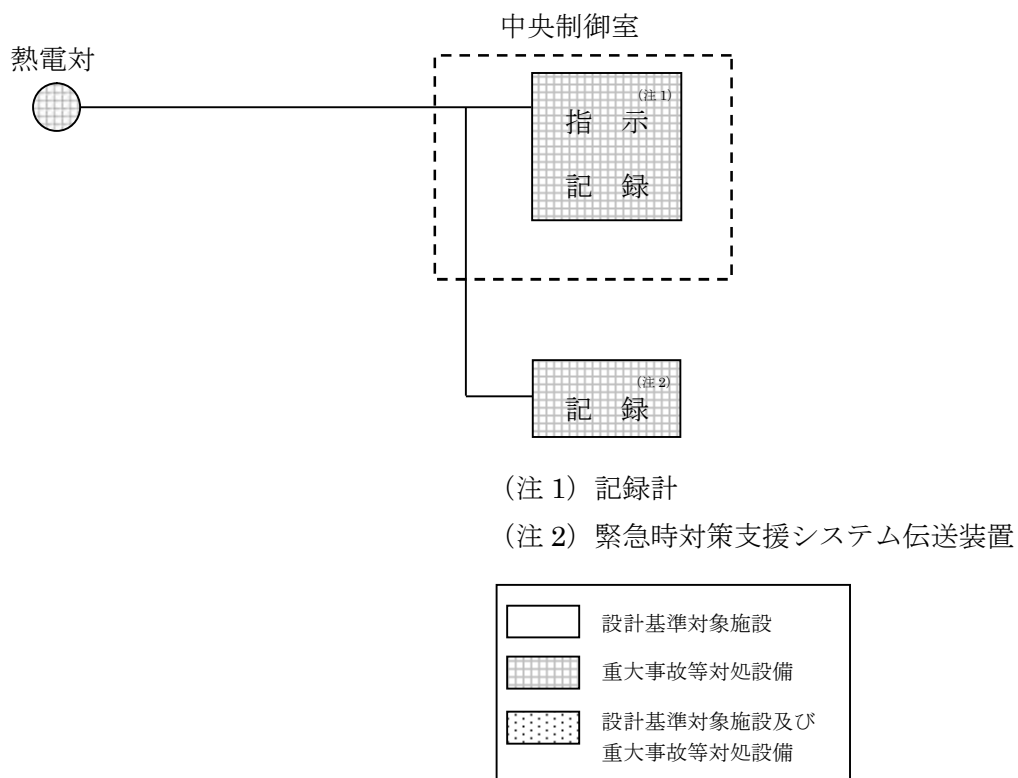 中央制御室
熱電対
(注1)
指 示
記 録
(注2)
記 録
(注 1) 記録計
(注 2) 緊急時対策支援システム伝送装置
設計基準対象施設
重大事故等対処設備
設計基準対象施設及び
重大事故等対処設備